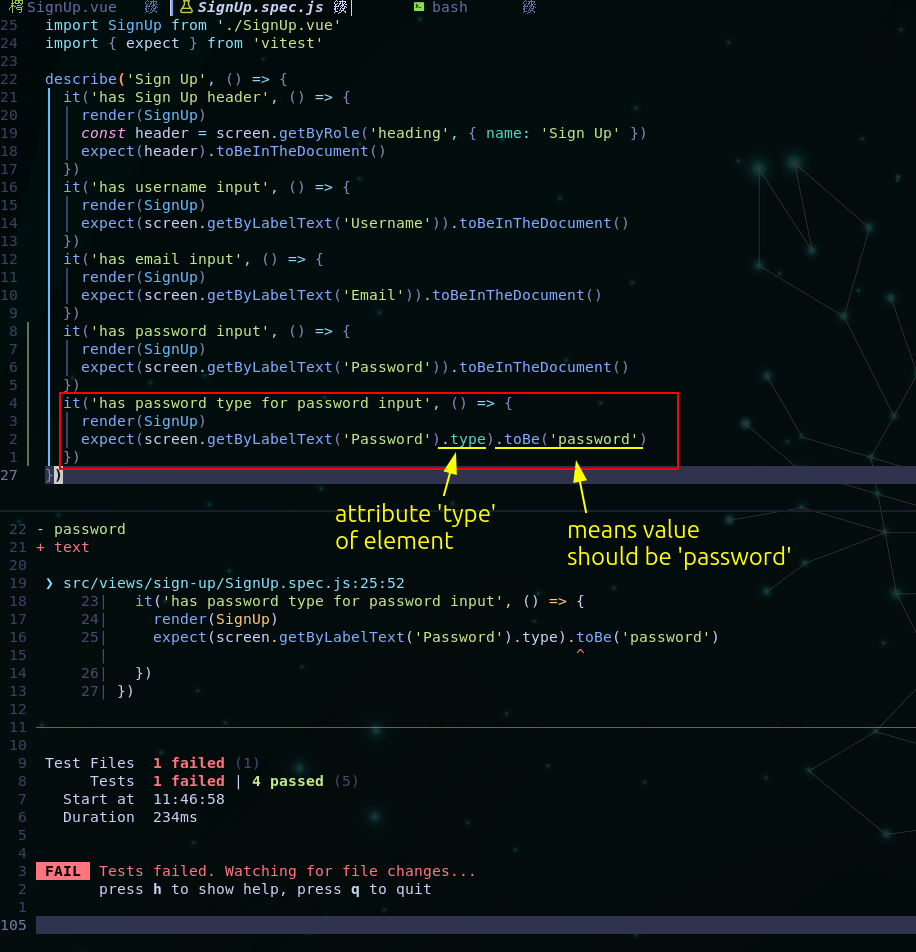 SignUp.vue SignUp.spec.js bash
25 import SignUp from './SignUp.vue'
24 import { expect } from 'vitest'
23
22 describe('Sign Up', () => {
21 it('has Sign Up header', () => {
20 render(SignUp)
19 const header = screen.getByRole('heading', { name: 'Sign Up' })
18 expect(header).toBeInTheDocument()
17 })
16 it('has username input', () => {
15 render(SignUp)
14 expect(screen.getByLabelText('Username')).toBeInTheDocument()
13 })
12 it('has email input', () => {
11 render(SignUp)
10 expect(screen.getByLabelText('Email')).toBeInTheDocument()
9 })
8 it('has password input', () => {
7 render(SignUp)
6 expect(screen.getByLabelText('Password')).toBeInTheDocument()
5 })
4 it('has password type for password input', () => {
3 render(SignUp)
2 expect(screen.getByLabelText('Password').type).toBe('password')
1 })
27 })
attribute 'type'
of element
means value
should be 'password'
22 - password
21 + text
20
19 ❯ src/views/sign-up/SignUp.spec.js:25:52
18 23| it('has password type for password input', () => {
17 24| render(SignUp)
16 25| expect(screen.getByLabelText('Password').type).toBe('password')
15 | ^
14 26| })
13 27| })
12
11
10
9 Test Files 1 failed (1)
8 Tests 1 failed | 4 passed (5)
7 Start at 11:46:58
6 Duration 234ms
5
4
3 FAIL Tests failed. Watching for file changes...
2 press h to show help, press q to quit
1
105